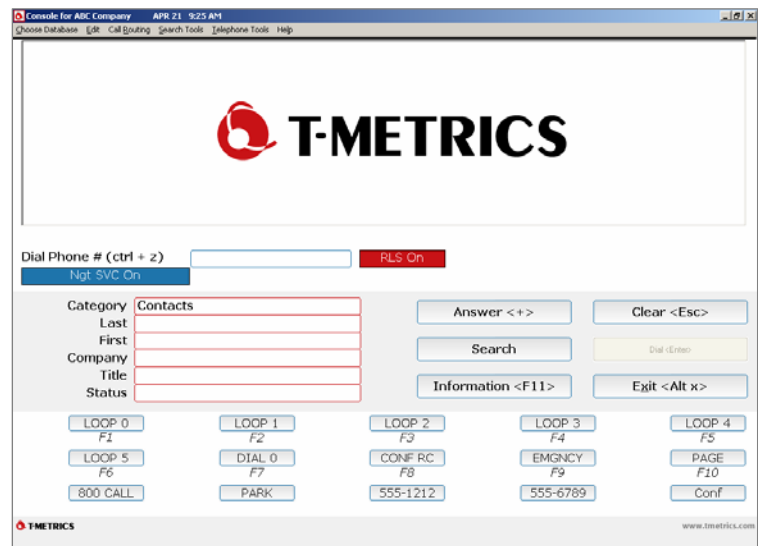 Console for ABC Company APR 21 9:25 AM
Choose Database Edit Call Routing Search Tools Telephone Tools Help
T-METRICS
Dial Phone # (ctrl + z) RLS On
Ngt SVC On
Category Contacts
Last
First
Company
Title
Status
Answer <+> Clear <Esc>
Search Dial <Enter>
Information <F11> Exit <Alt x>
LOOP 0 LOOP 1 LOOP 2 LOOP 3 LOOP 4
F1 F2 F3 F4 F5
LOOP 5 DIAL 0 CONF RC EMGNCY PAGE
F6 F7 F8 F9 F10
800 CALL PARK 555-1212 555-6789 Conf
T-METRICS www.tmetrics.com